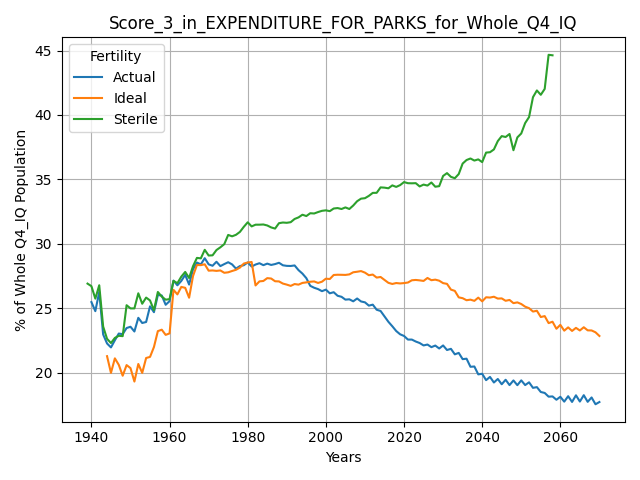 Score_3_in_EXPENDITURE_FOR_PARKS_for_Whole_Q4_IQ
Fertility
Actual
Ideal
Sterile
% of Whole Q4_IQ Population
45
40
35
30
25
20
1940 1960 1980 2000 2020 2040 2060
Years